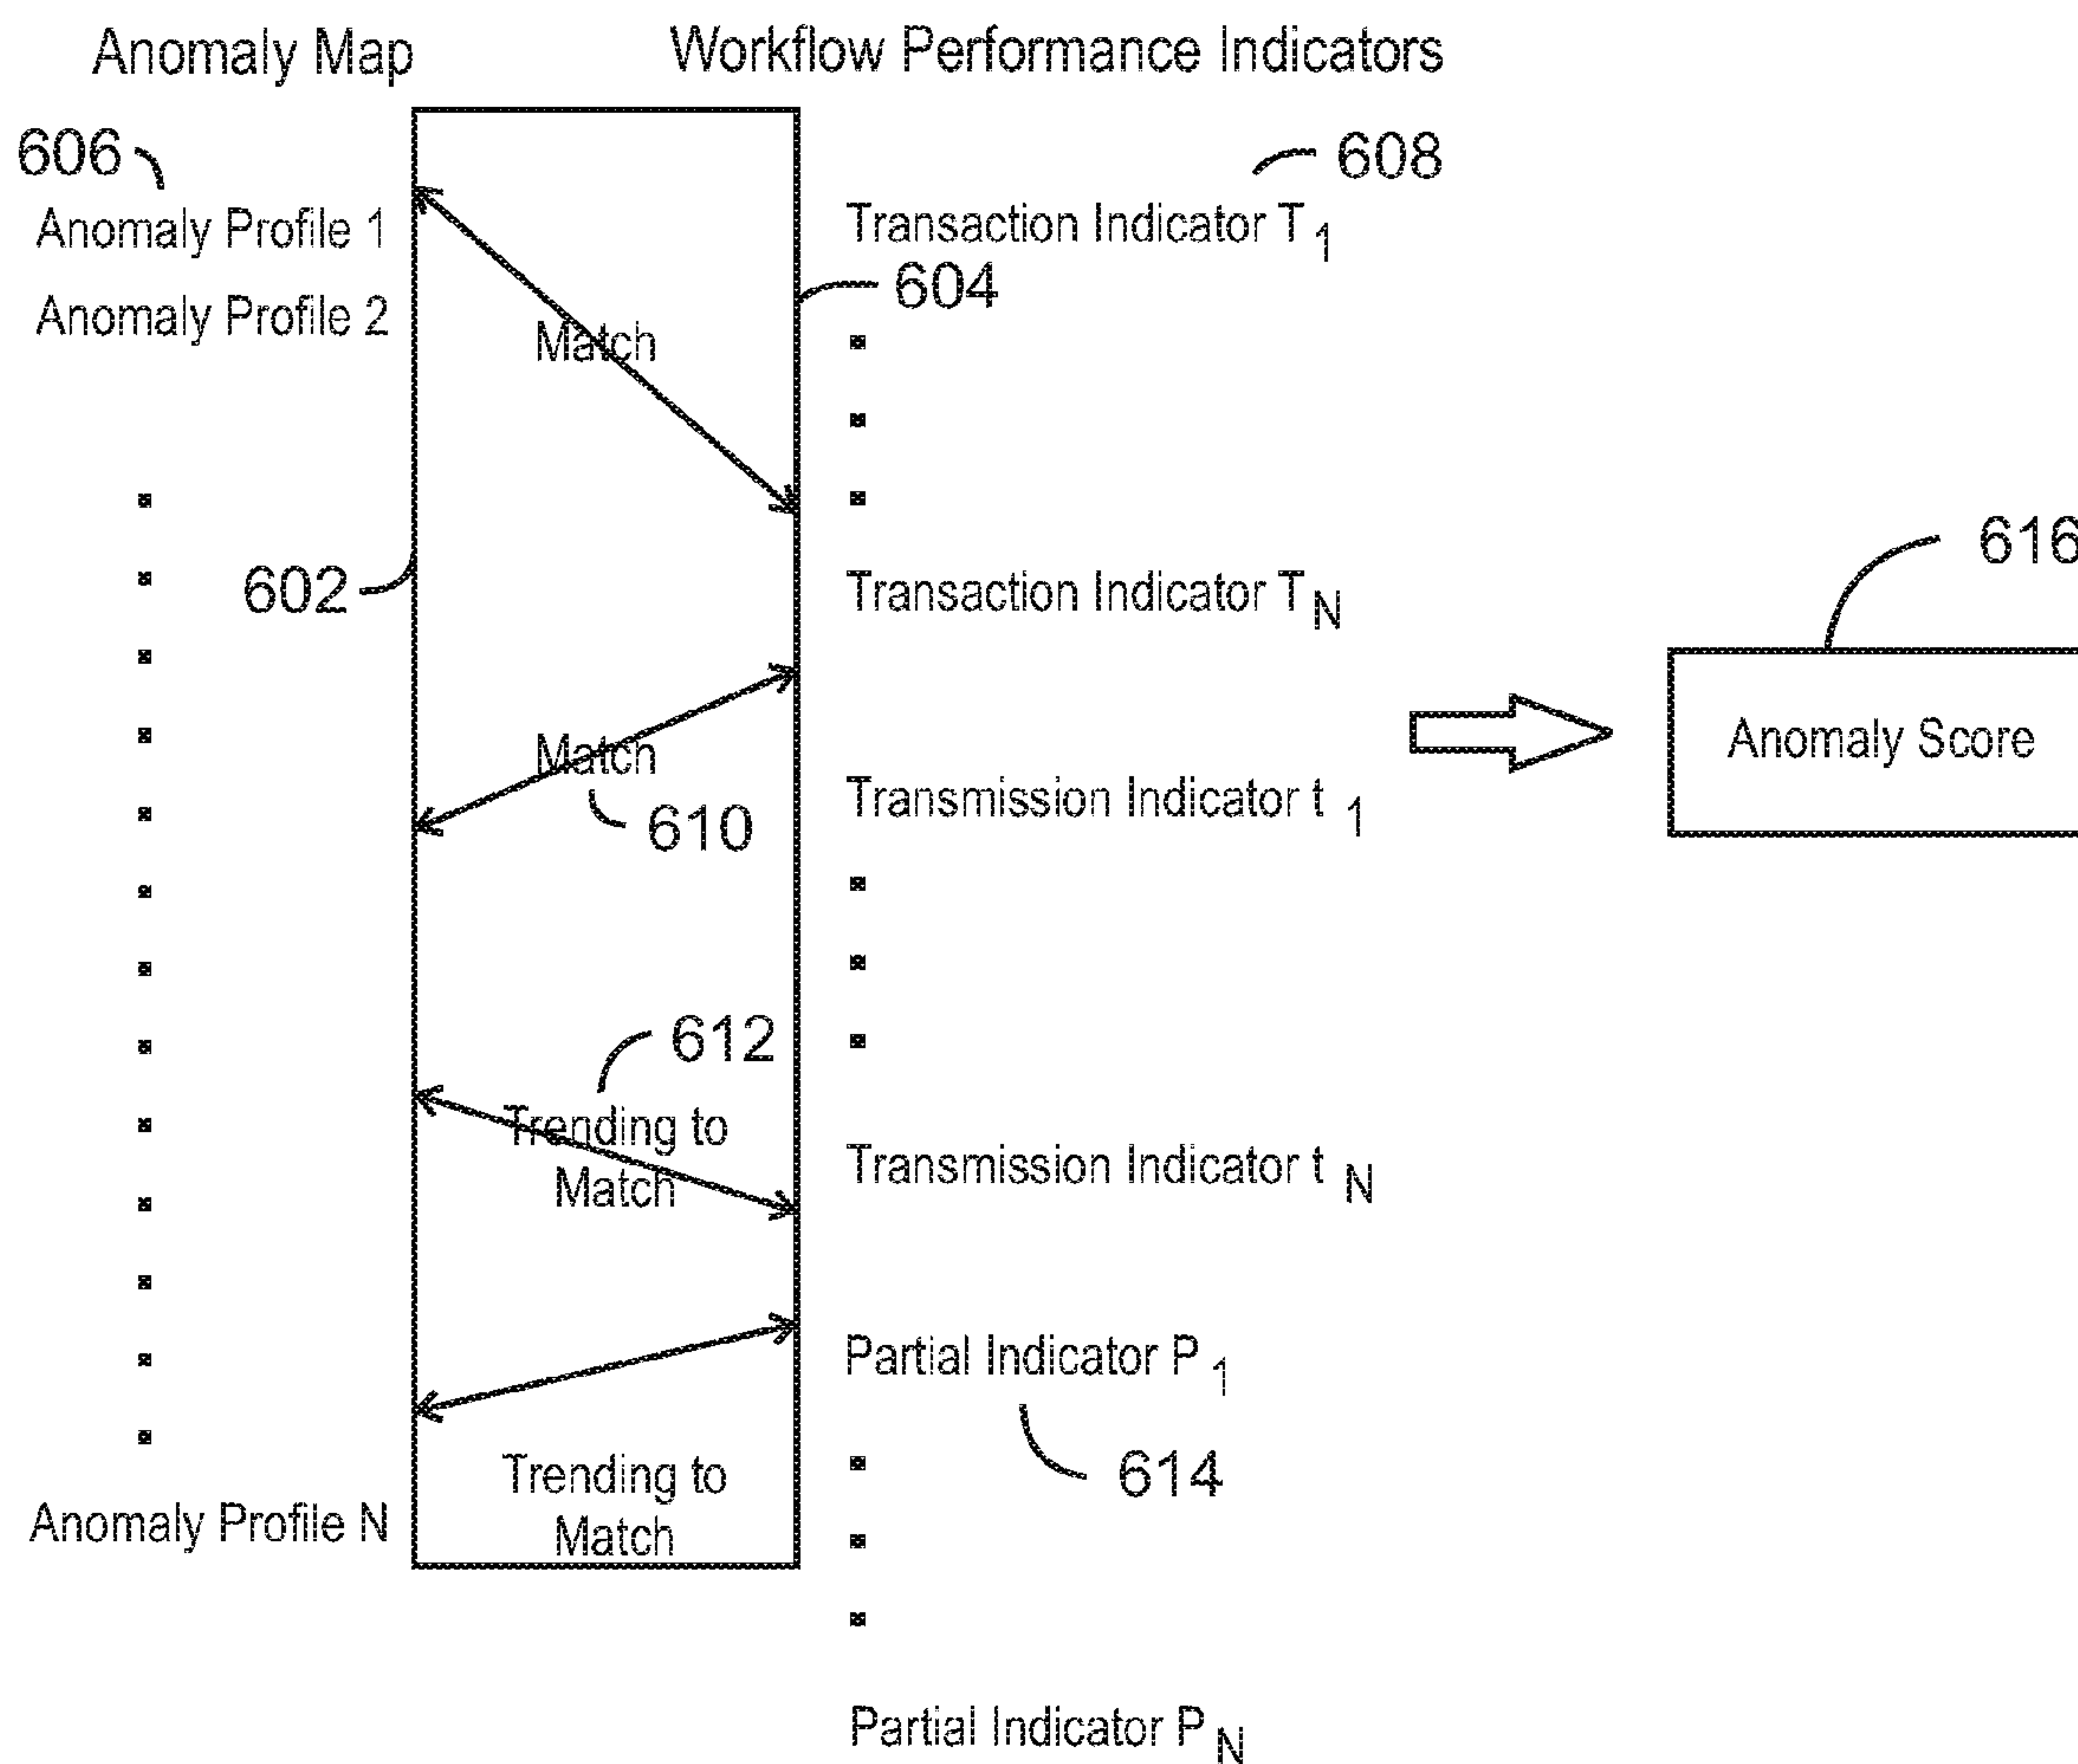 Anomaly Map
Workflow Performance Indicators
606
608
Anomaly Profile 1
Transaction Indicator T1
604
Anomaly Profile 2
Match
602
Transaction Indicator TN
616
Match
Anomaly Score
610
Transmission Indicator t 1
612
Trending to
Match
Transmission Indicator t N
Partial Indicator P 1
614
Trending to
Match
Anomaly Profile N
Partial Indicator PN